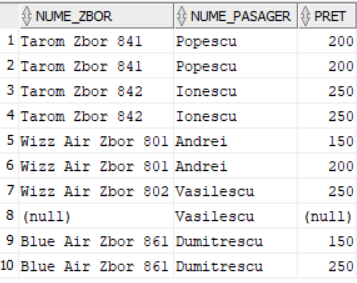 NUME_ZBOR NUME_PASAGER PRET
1 Tarom Zbor 841 Popescu 200
2 Tarom Zbor 841 Popescu 200
3 Tarom Zbor 842 Ionescu 250
4 Tarom Zbor 842 Ionescu 250
5 Wizz Air Zbor 801 Andrei 150
6 Wizz Air Zbor 801 Andrei 200
7 Wizz Air Zbor 802 Vasilescu 250
8 (null) Vasilescu (null)
9 Blue Air Zbor 861 Dumitrescu 150
10 Blue Air Zbor 861 Dumitrescu 250